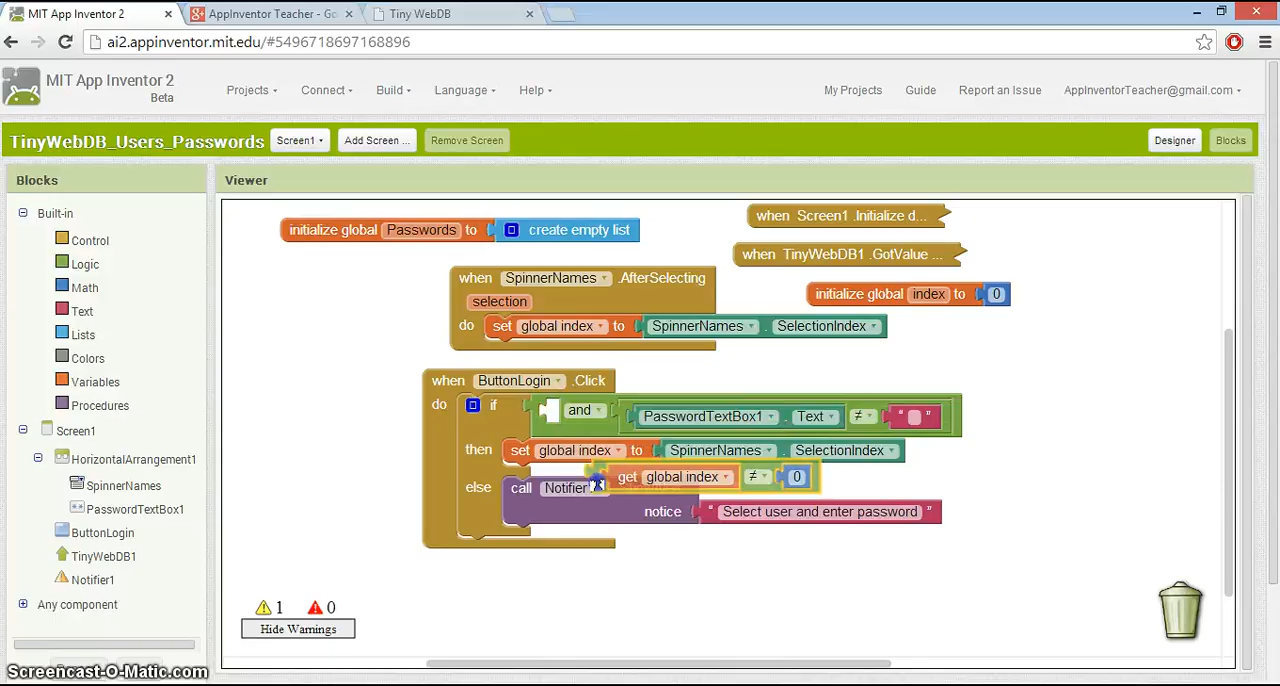 MIT App Inventor 2
AppInventor Teacher - Go
Tiny WebDB
ai2.appinventor.mit.edu/#5496718697168896
MIT App Inventor 2
Beta
Projects Connect Build Language Help
My Projects Guide Report an Issue AppInventorTeacher@gmail.com
TinyWebDB_Users_Passwords Screen1 Add Screen ... Remove Screen Designer Blocks
Blocks
Viewer
Built-in
Control
Logic
Math
Text
Lists
Colors
Variables
Procedures
Screen1
HorizontalArrangement1
SpinnerNames
PasswordTextBox1
ButtonLogin
TinyWebDB1
Notifier1
Any component
initialize global Passwords to create empty list
when Screen1 .Initialize d...
when TinyWebDB1 .GotValue ...
initialize global index to 0
when SpinnerNames .AfterSelecting
selection
do set global index to SpinnerNames . SelectionIndex
when ButtonLogin .Click
do if and PasswordTextBox1 . Text ≠ " "
then set global index to SpinnerNames . SelectionIndex
get global index ≠ 0
else call Notifier
notice " Select user and enter password "
1 0
Hide Warnings
Screencast-O-Matic.com